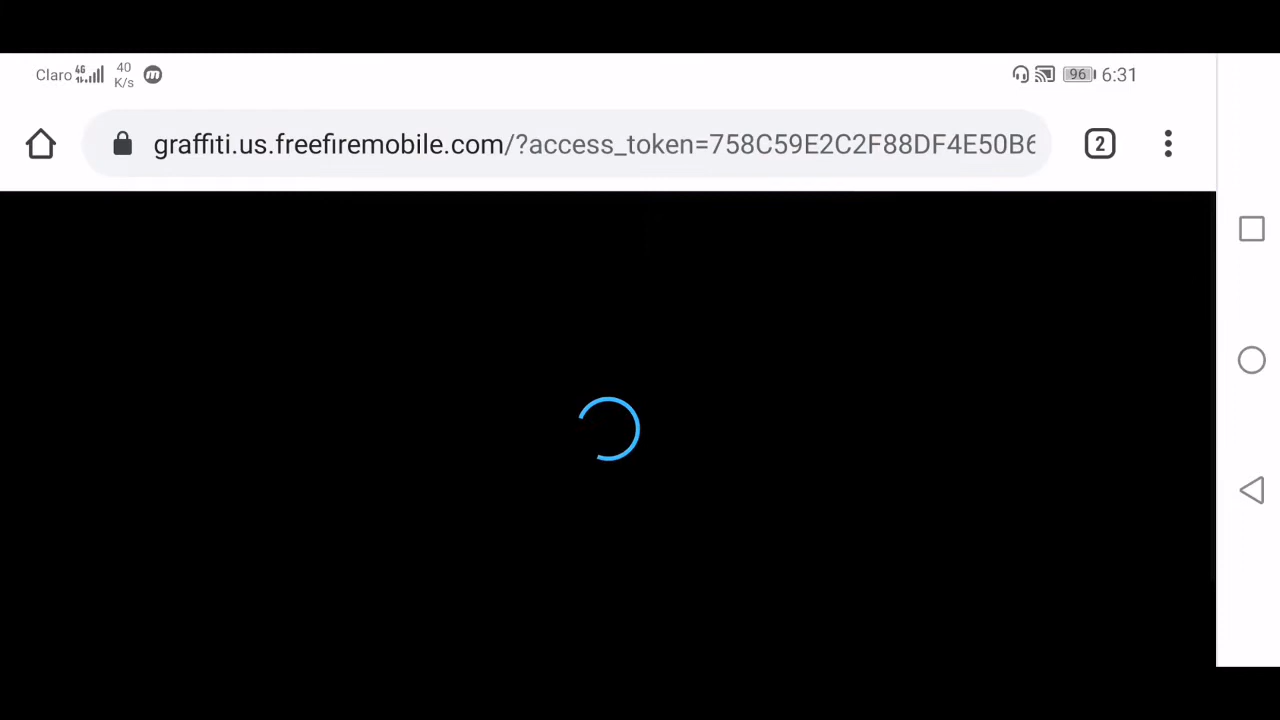 Claro 4G 40 K/s m 96 6:31
graffiti.us.freefiremobile.com/?access_token=758C59E2C2F88DF4E50B6
2